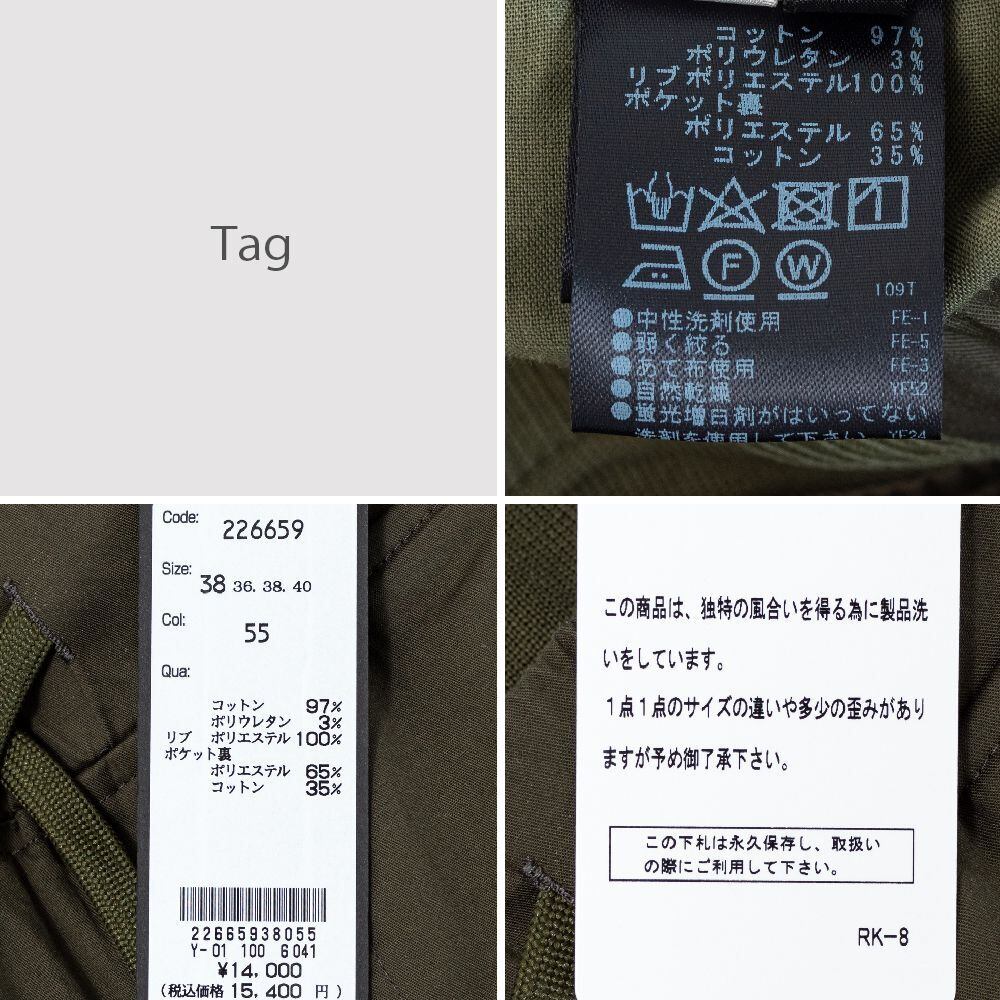 Tag
コットン 97%
ポリウレタン 3%
リブポリエステル100%
ポケット裏
ポリエステル 65%
コットン 35%
F W
109T
●中性洗剤使用 FE-1
●弱く絞る FE-5
●あて布使用 FE-3
●自然乾燥 YF52
●蛍光増白剤がはいってない
洗剤を使用して下さい YF24
Code: 226659
Size: 38 36. 38. 40
Col: 55
Qua:
コットン 97%
ポリウレタン 3%
リブ ポリエステル 100%
ポケット裏
ポリエステル 65%
コットン 35%
22665938055
Y-01 100 6041
¥14,000
(税込価格 15,400 円)
この商品は、独特の風合いを得る為に製品洗
いをしています。
1点1点のサイズの違いや多少の歪みがあり
ますが予め御了承下さい。
この下札は永久保存し、取扱い
の際にご利用して下さい。
RK-8